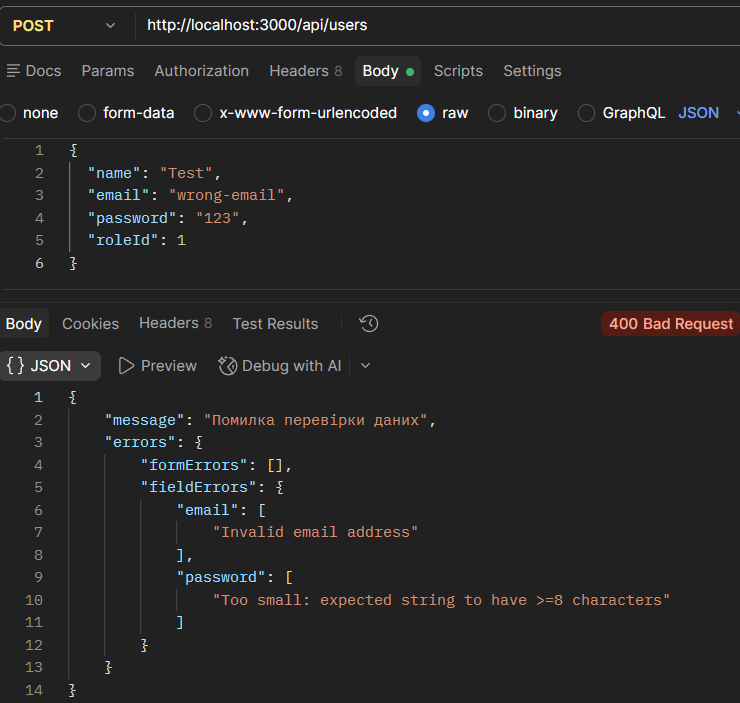 POST http://localhost:3000/api/users
Docs Params Authorization Headers 8 Body Scripts Settings
none form-data x-www-form-urlencoded raw binary GraphQL JSON
1 {
2 "name": "Test",
3 "email": "wrong-email",
4 "password": "123",
5 "roleId": 1
6 }
Body Cookies Headers 8 Test Results 400 Bad Request
{} JSON Preview Debug with AI
1 {
2 "message": "Помилка перевірки даних",
3 "errors": {
4 "formErrors": [],
5 "fieldErrors": {
6 "email": [
7 "Invalid email address"
8 ],
9 "password": [
10 "Too small: expected string to have >=8 characters"
11 ]
12 }
13 }
14 }